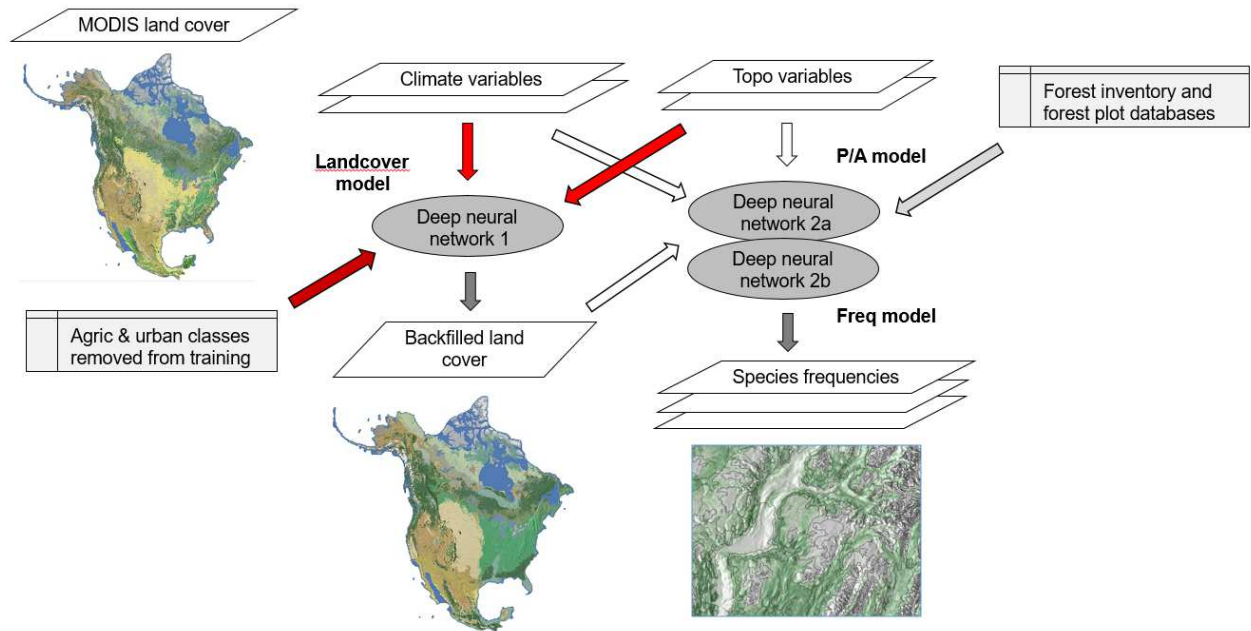 MODIS land cover
Climate variables
Topo variables
Forest inventory and
forest plot databases
Landcover
model
P/A model
Deep neural
network 1
Deep neural
network 2a
Deep neural
network 2b
Agric & urban classes
removed from training
Backfilled land
cover
Freq model
Species frequencies